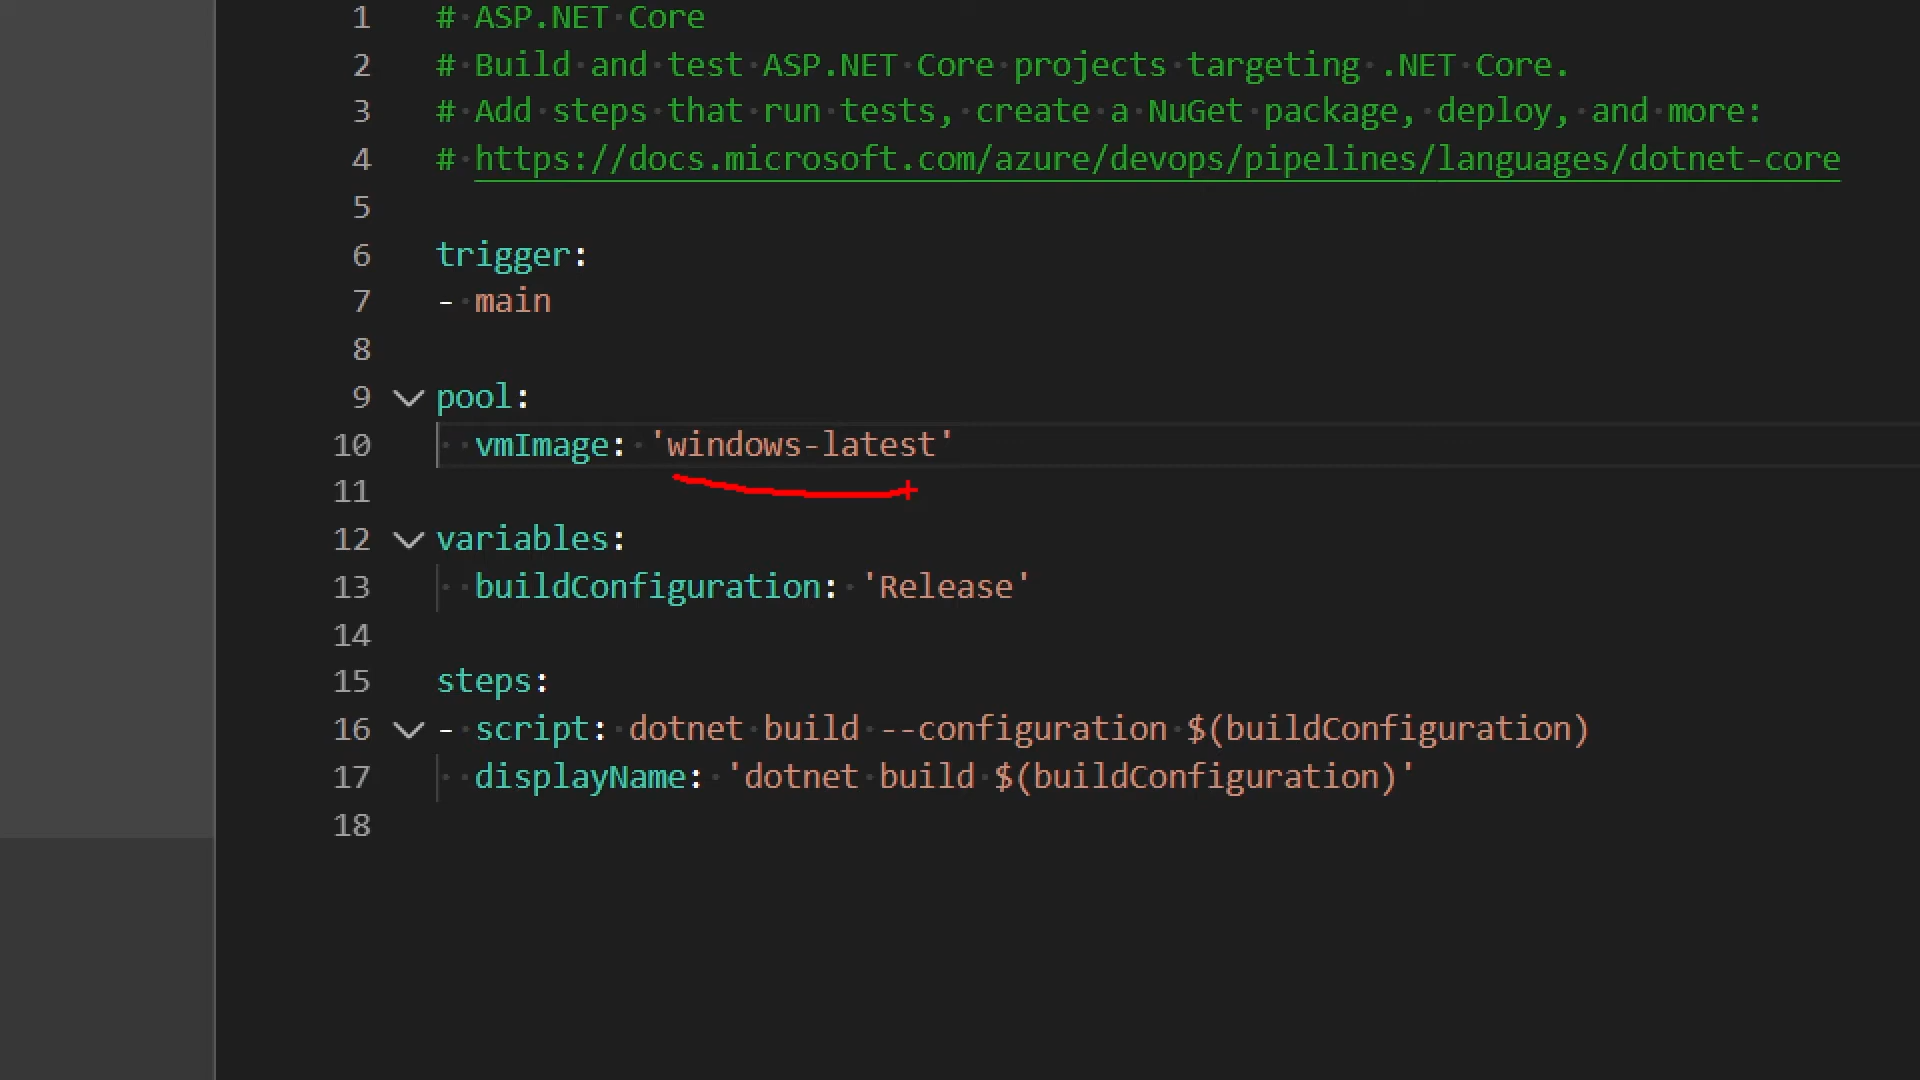 1 # ASP.NET Core
2 # Build and test ASP.NET Core projects targeting .NET Core.
3 # Add steps that run tests, create a NuGet package, deploy, and more:
4 # https://docs.microsoft.com/azure/devops/pipelines/languages/dotnet-core
5
6 trigger:
7 - main
8
9 pool:
10 vmImage: 'windows-latest'
11
12 variables:
13 buildConfiguration: 'Release'
14
15 steps:
16 - script: dotnet build --configuration $(buildConfiguration)
17 displayName: 'dotnet build $(buildConfiguration)'
18